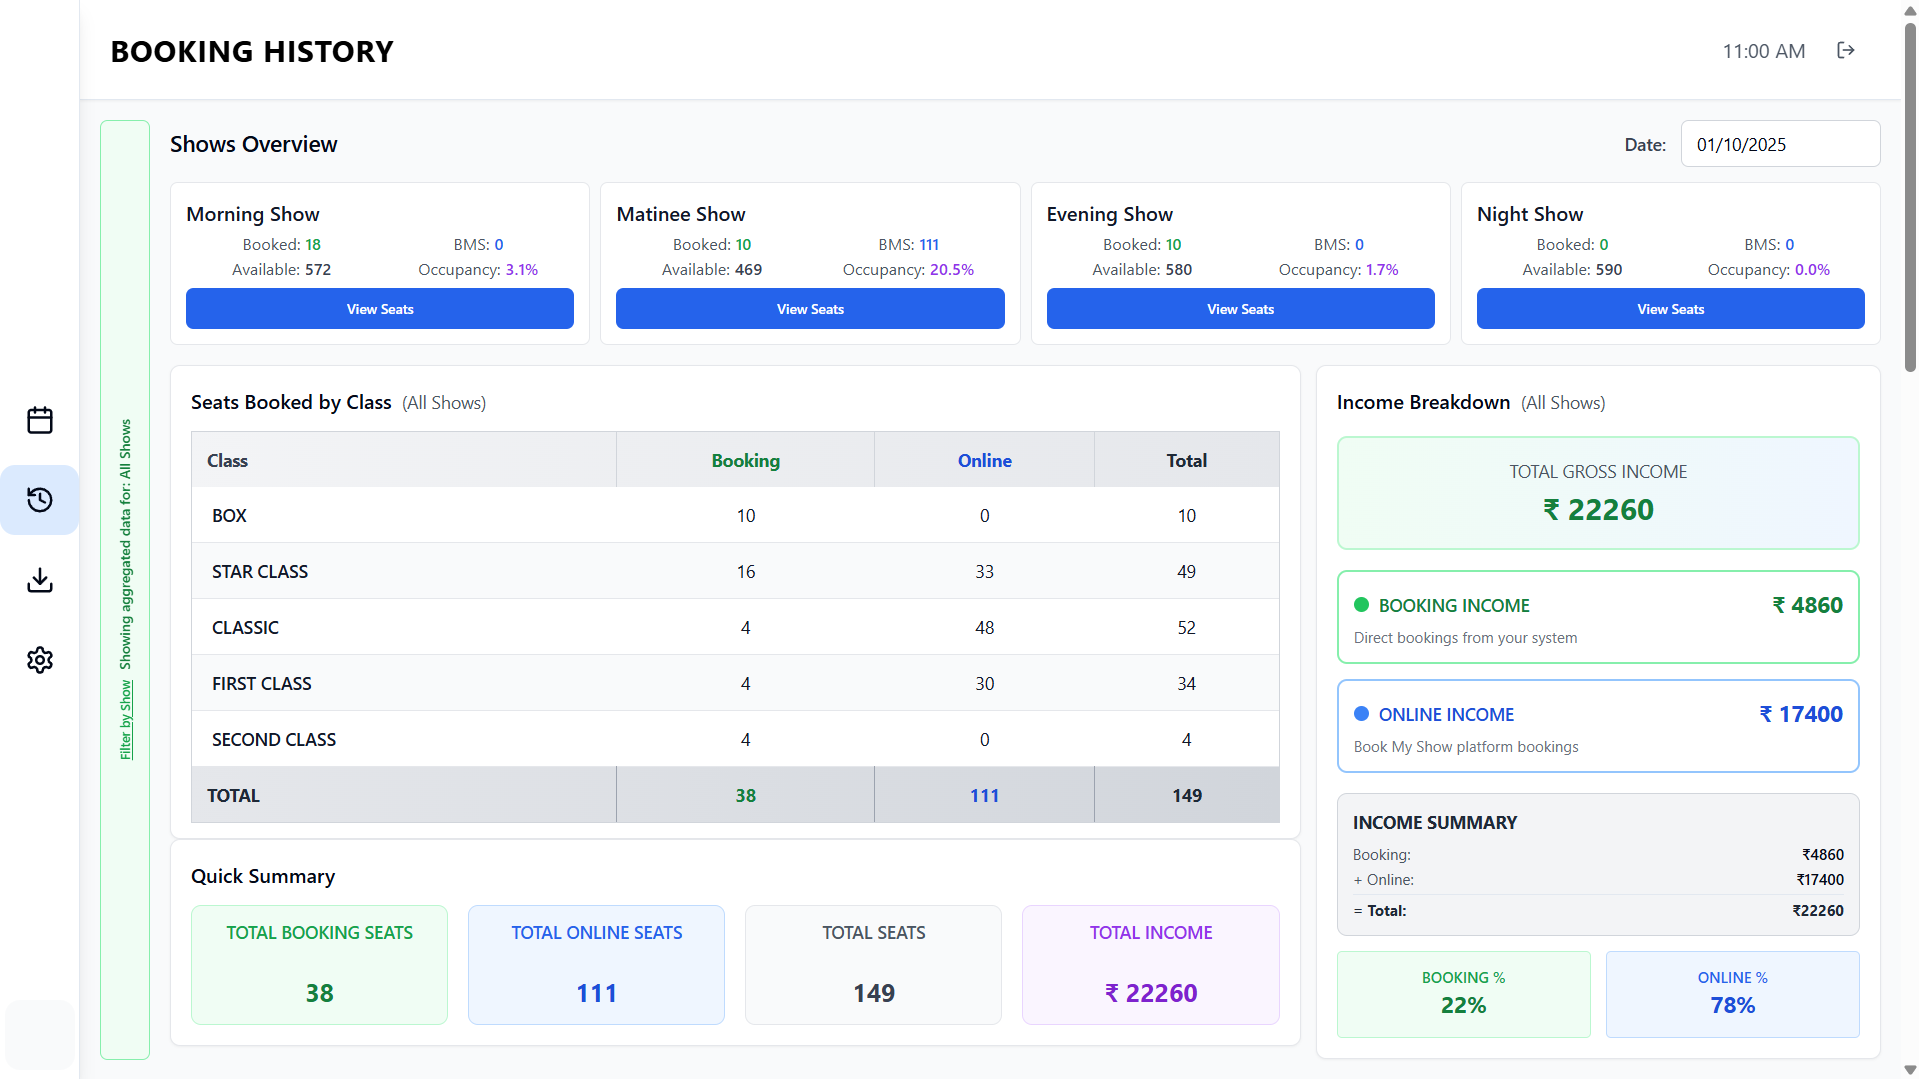 BOOKING HISTORY
11:00 AM
Filter by Show Showing aggregated data for: All Shows
Shows Overview
Date: 01/10/2025
Morning Show
Booked: 18 BMS: 0
Available: 572 Occupancy: 3.1%
View Seats
Matinee Show
Booked: 10 BMS: 111
Available: 469 Occupancy: 20.5%
View Seats
Evening Show
Booked: 10 BMS: 0
Available: 580 Occupancy: 1.7%
View Seats
Night Show
Booked: 0 BMS: 0
Available: 590 Occupancy: 0.0%
View Seats
Seats Booked by Class (All Shows)
Class Booking Online Total
BOX 10 0 10
STAR CLASS 16 33 49
CLASSIC 4 48 52
FIRST CLASS 4 30 34
SECOND CLASS 4 0 4
TOTAL 38 111 149
Quick Summary
TOTAL BOOKING SEATS
38
TOTAL ONLINE SEATS
111
TOTAL SEATS
149
TOTAL INCOME
₹ 22260
Income Breakdown (All Shows)
TOTAL GROSS INCOME
₹ 22260
BOOKING INCOME ₹ 4860
Direct bookings from your system
ONLINE INCOME ₹ 17400
Book My Show platform bookings
INCOME SUMMARY
Booking: ₹4860
+ Online: ₹17400
= Total: ₹22260
BOOKING %
22%
ONLINE %
78%